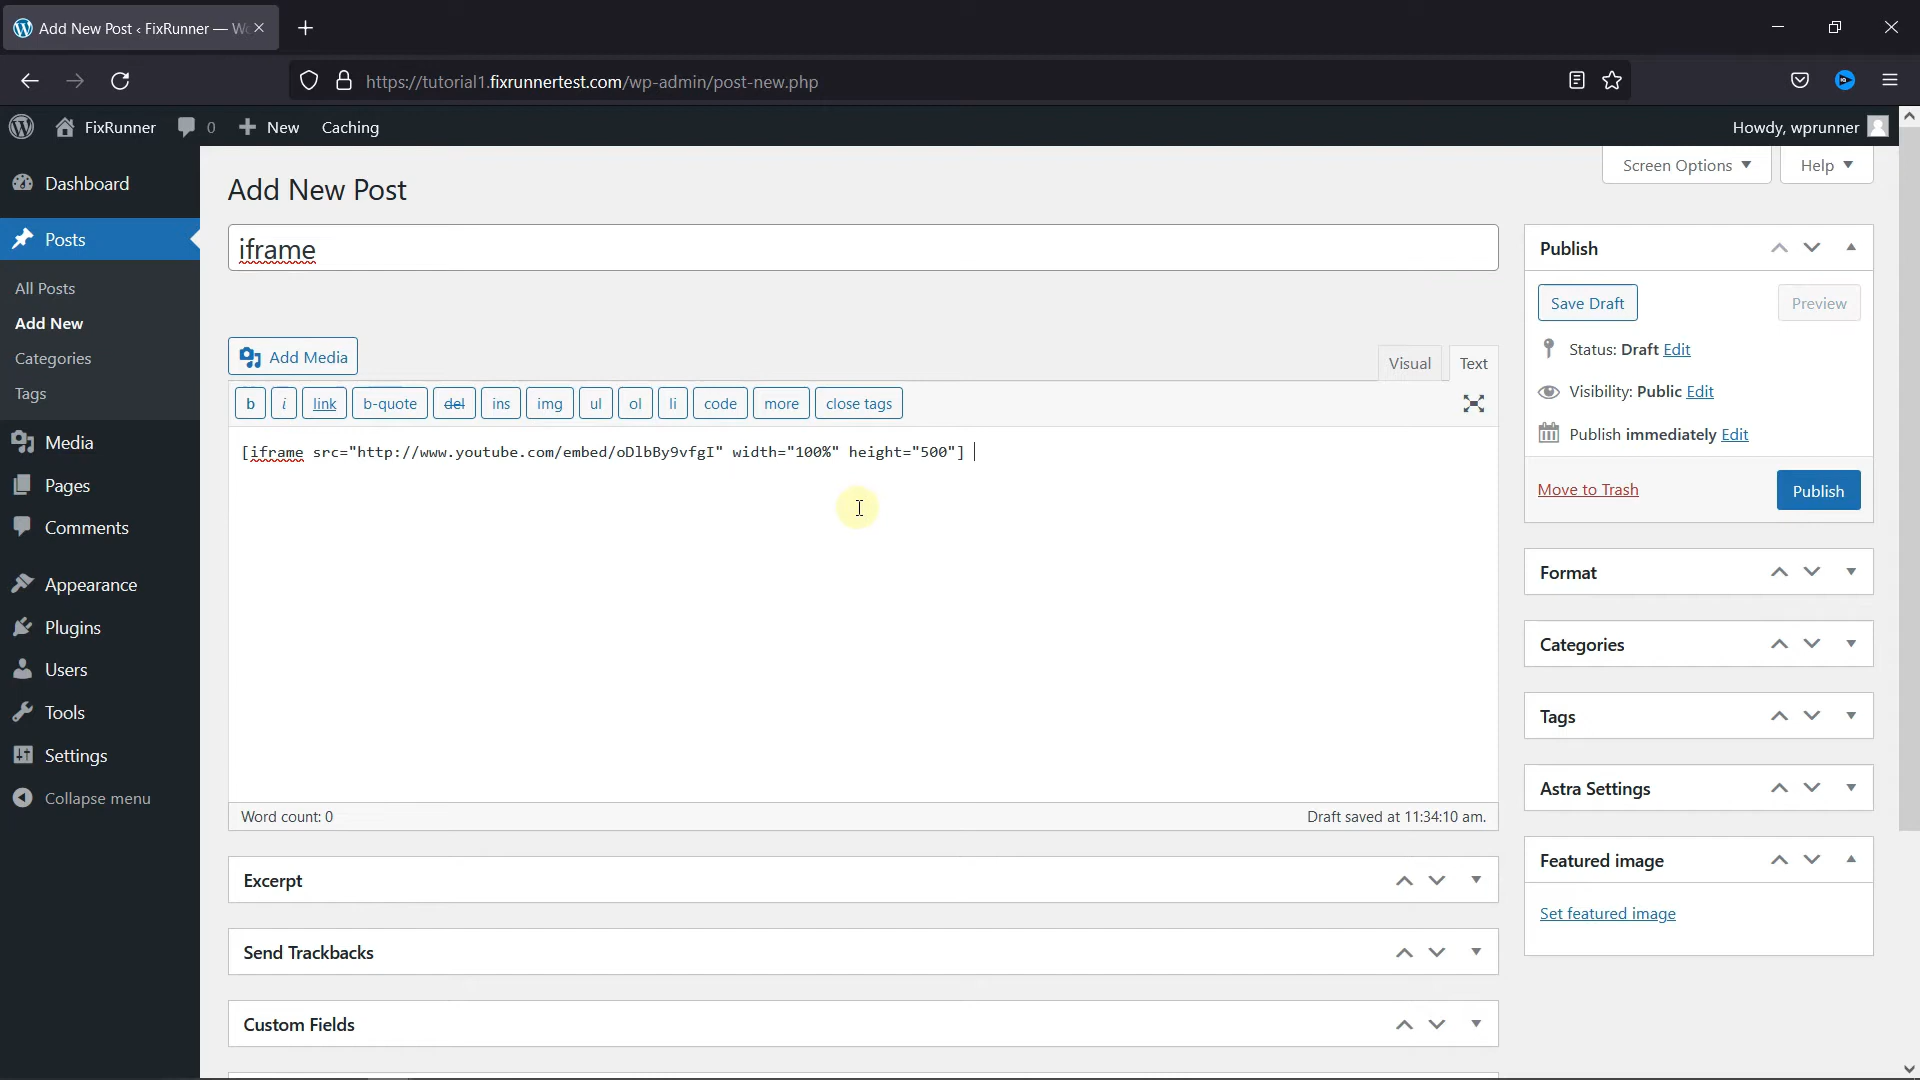 Add New Post ‹ FixRunner — Wo
https://tutorial1.fixrunnertest.com/wp-admin/post-new.php
FixRunner
0
New
Caching
Howdy, wprunner
Screen Options
Help
Dashboard
Posts
All Posts
Add New
Categories
Tags
Media
Pages
Comments
Appearance
Plugins
Users
Tools
Settings
Collapse menu
Add New Post
iframe
Add Media
Visual
Text
b
i
link
b-quote
del
ins
img
ul
ol
li
code
more
close tags
[iframe src="http://www.youtube.com/embed/oDlbBy9vfgI" width="100%" height="500"]
Word count: 0
Draft saved at 11:34:10 am.
Excerpt
Send Trackbacks
Custom Fields
Publish
Save Draft
Preview
Status: Draft Edit
Visibility: Public Edit
Publish immediately Edit
Move to Trash
Publish
Format
Categories
Tags
Astra Settings
Featured image
Set featured image